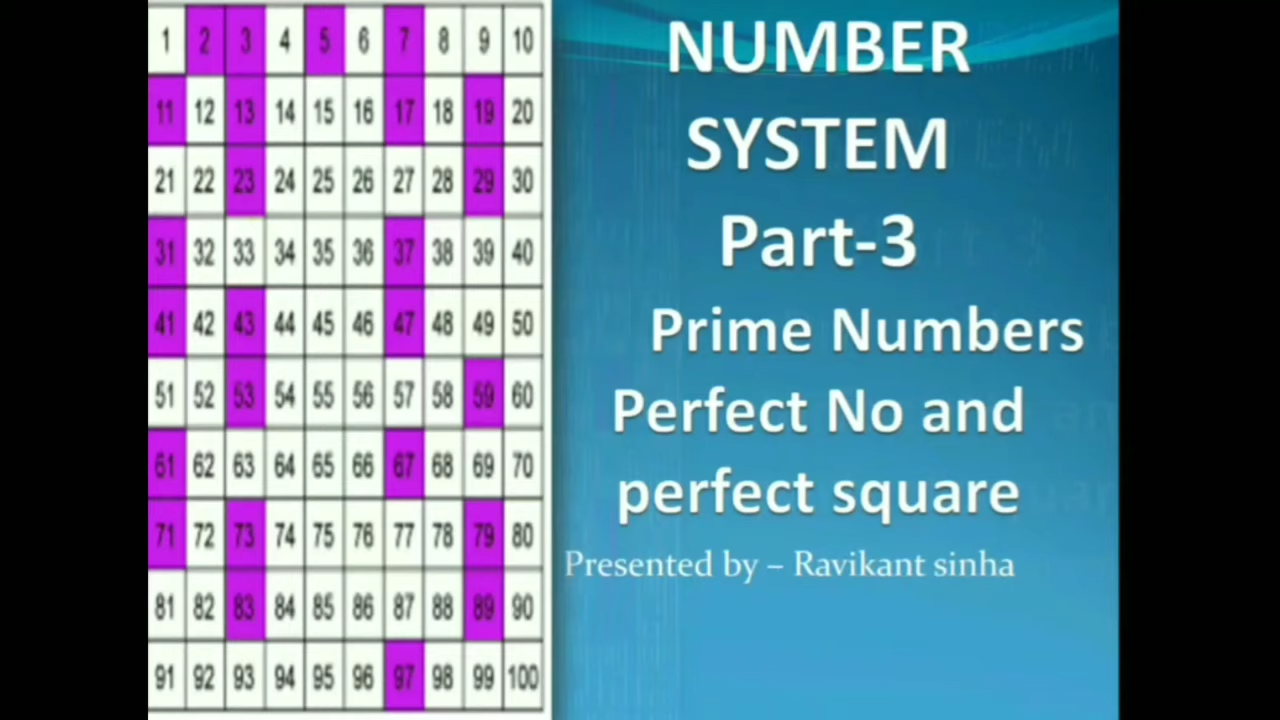 1 2 3 4 5 6 7 8 9 10
11 12 13 14 15 16 17 18 19 20
21 22 23 24 25 26 27 28 29 30
31 32 33 34 35 36 37 38 39 40
41 42 43 44 45 46 47 48 49 50
51 52 53 54 55 56 57 58 59 60
61 62 63 64 65 66 67 68 69 70
71 72 73 74 75 76 77 78 79 80
81 82 83 84 85 86 87 88 89 90
91 92 93 94 95 96 97 98 99 100
NUMBER
SYSTEM
Part-3
Prime Numbers
Perfect No and
perfect square
Presented by – Ravikant sinha